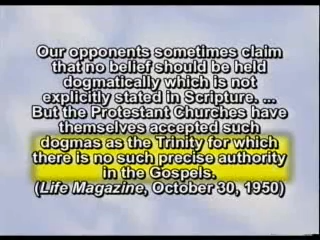 Our opponents sometimes claim
that no belief should be held
dogmatically which is not
explicitly stated in Scripture. ...
But the Protestant Churches have
themselves accepted such
dogmas as the Trinity for which
there is no such precise authority
in the Gospels.
(Life Magazine, October 30, 1950)